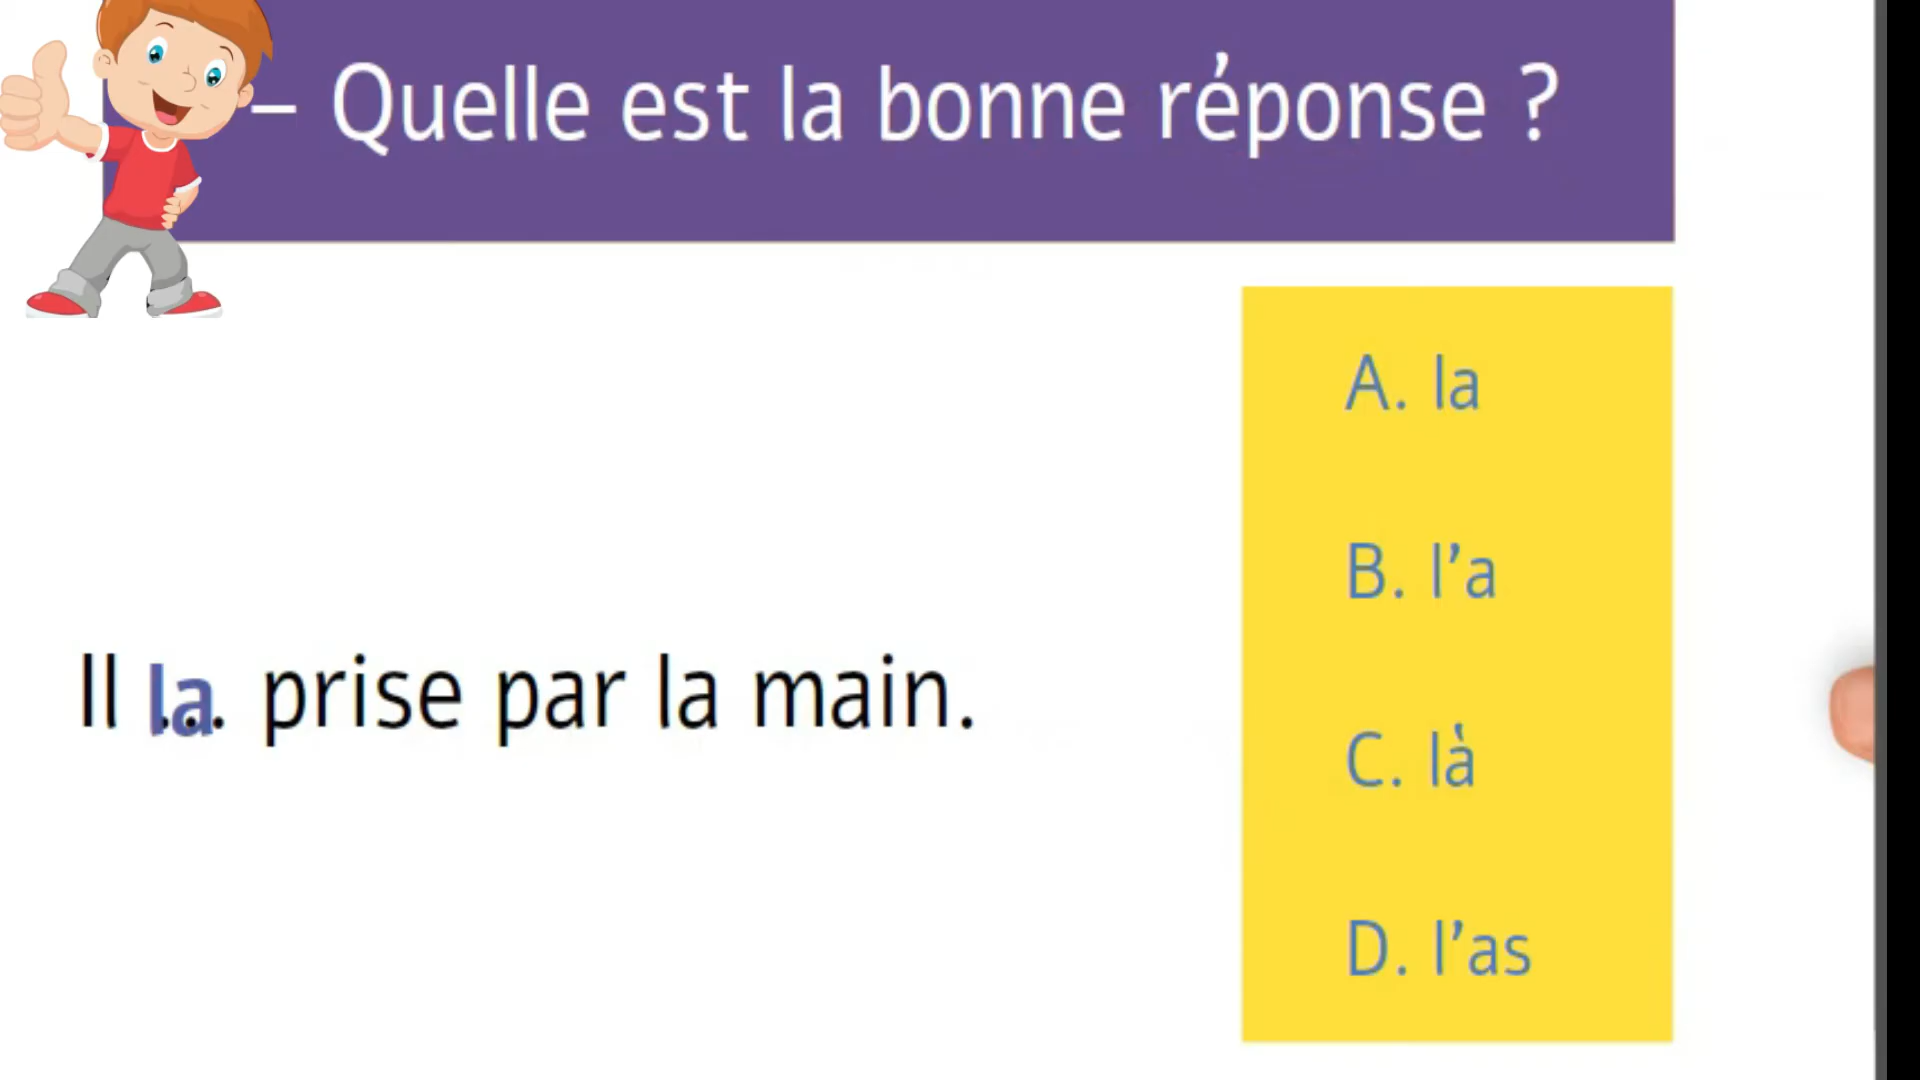 – Quelle est la bonne réponse ?
A. la
B. l’a
Il la... prise par la main.
C. là
D. l’as